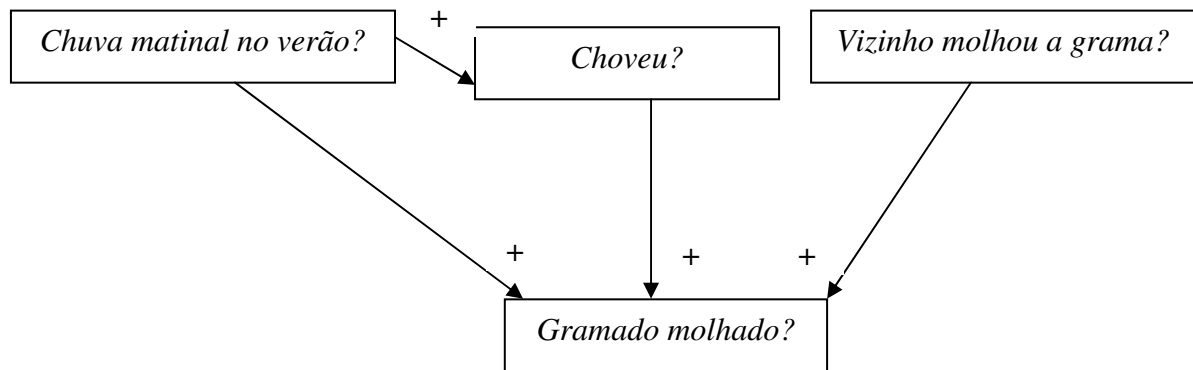 +
Chuva matinal no verão?
Choveu?
Vizinho molhou a grama?
+
+
+
Gramado molhado?